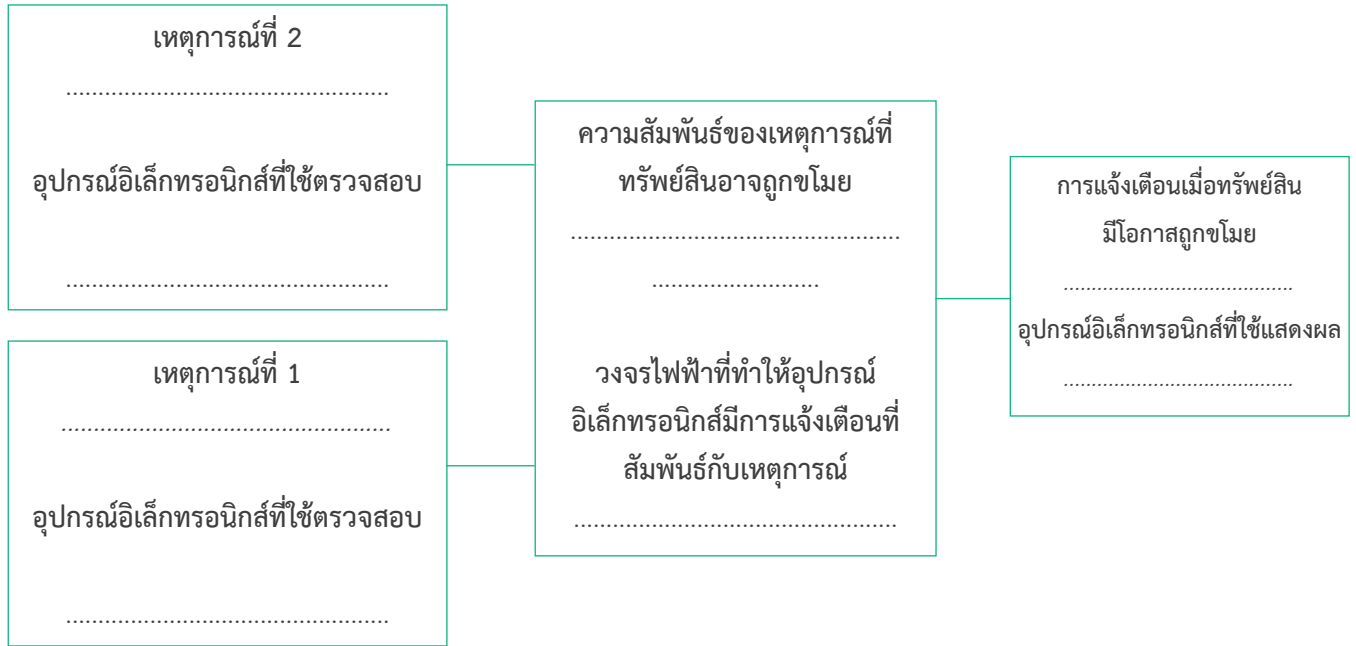 เหตุการณ์ที่ 2
................................................
อุปกรณ์อิเล็กทรอนิกส์ที่ใช้ตรวจสอบ
................................................
เหตุการณ์ที่ 1
.................................................
อุปกรณ์อิเล็กทรอนิกส์ที่ใช้ตรวจสอบ
................................................
ความสัมพันธ์ของเหตุการณ์ที่
ทรัพย์สินอาจถูกขโมย
.................................................
.........................
วงจรไฟฟ้าที่ทำให้อุปกรณ์
อิเล็กทรอนิกส์มีการแจ้งเตือนที่
สัมพันธ์กับเหตุการณ์
................................................
การแจ้งเตือนเมื่อทรัพย์สิน
มีโอกาสถูกขโมย
........................................
อุปกรณ์อิเล็กทรอนิกส์ที่ใช้แสดงผล
........................................